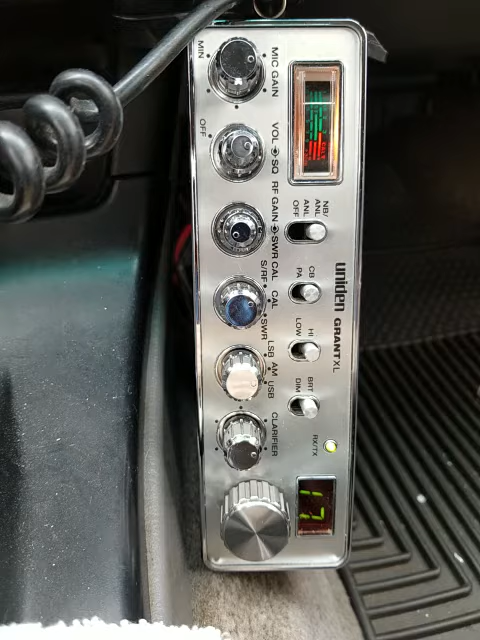 MIC GAIN
MIN
VOL SQ
OFF
RF GAIN SWR CAL
CAL
S/RF
SWR
LSB AM USB
CLARIFIER
NB/
ANL
ANL
OFF
CB
PA
HI
LOW
BRT
DIM
uniden GRANT XL
RX/TX
17